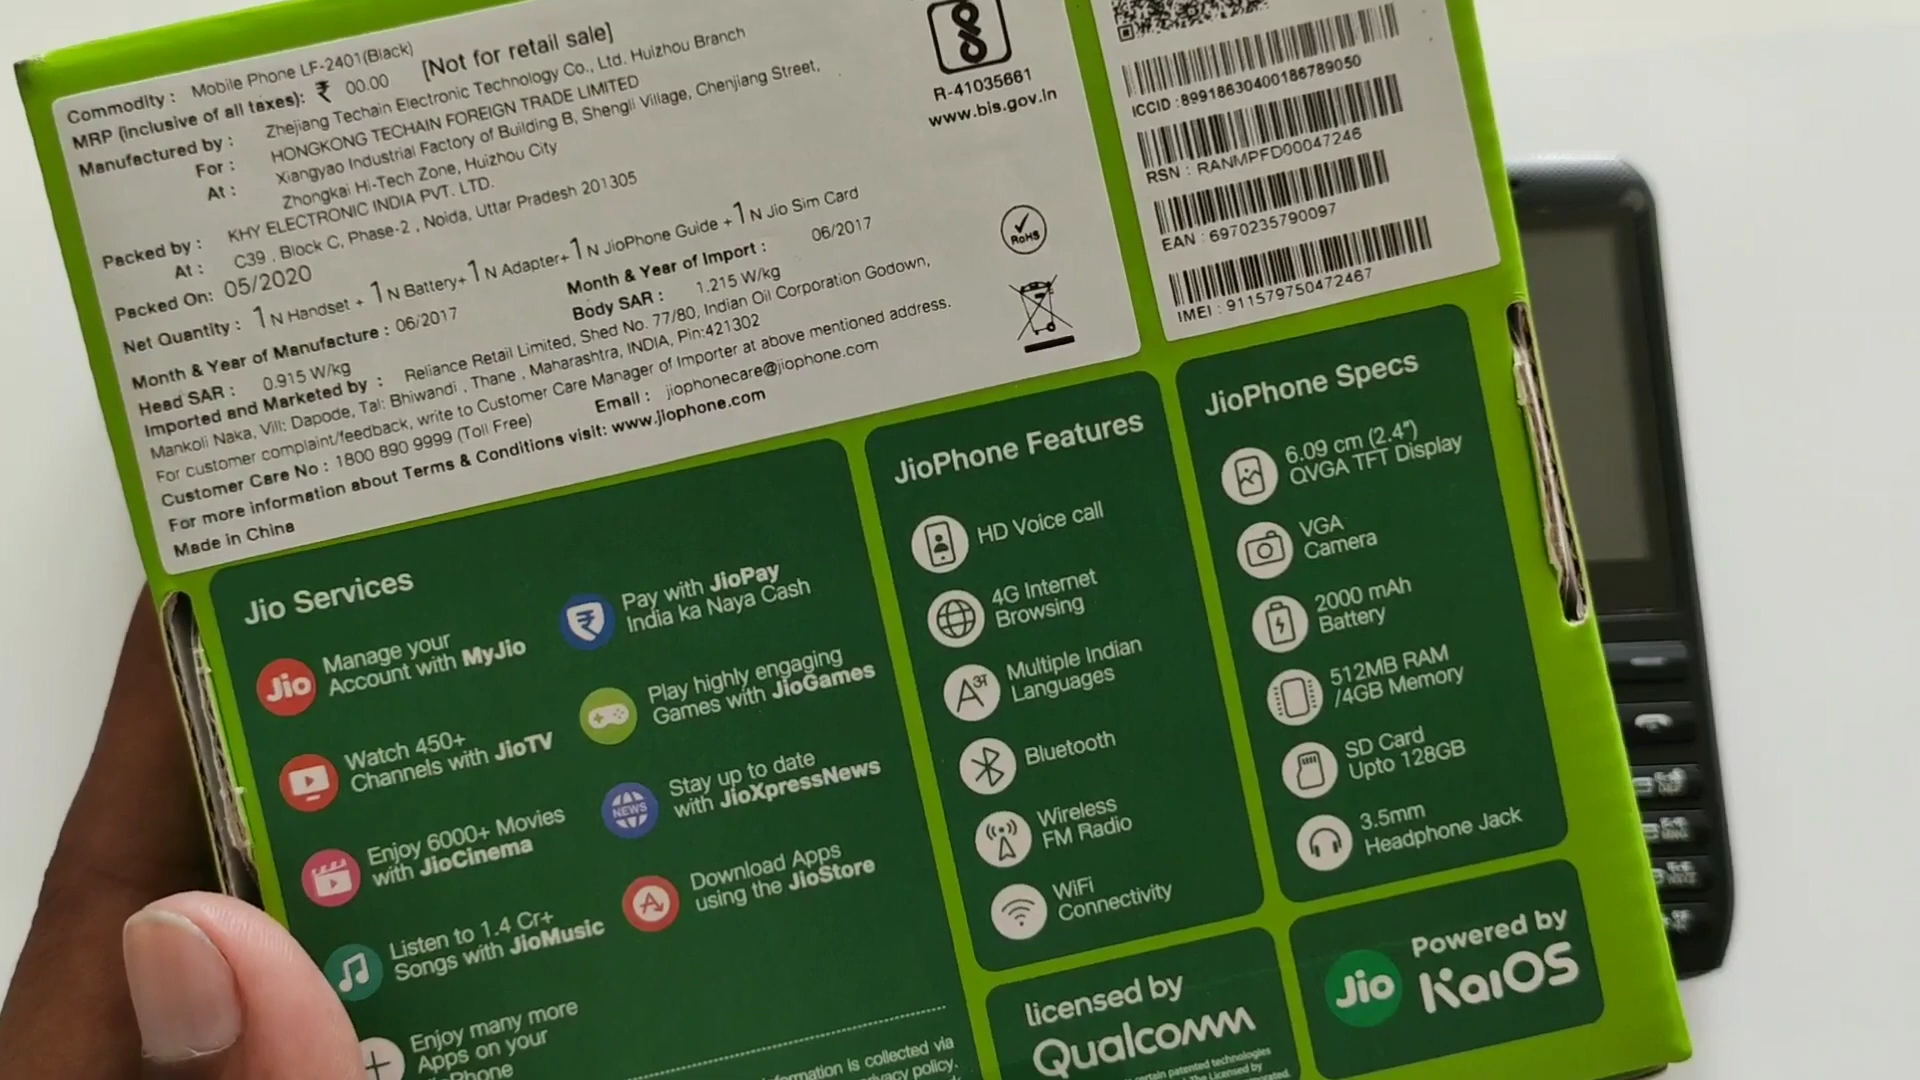 Commodity : Mobile Phone LF-2401(Black)
MRP (inclusive of all taxes): ₹ 00.00 [Not for retail sale]
Manufactured by : Zhejiang Techain Electronic Technology Co., Ltd. Huizhou Branch
For : HONGKONG TECHAIN FOREIGN TRADE LIMITED
At : Xiangyao Industrial Factory of Building B, Shengli Village, Chenjiang Street,
Zhongkai Hi-Tech Zone, Huizhou City
Packed by : KHY ELECTRONIC INDIA PVT. LTD.
At : C39 , Block C, Phase-2 , Noida, Uttar Pradesh 201305
Packed On: 05/2020
Net Quantity : 1 N Handset + 1 N Battery+ 1 N Adapter+ 1 N JioPhone Guide + 1 N Jio Sim Card
Month & Year of Manufacture : 06/2017 Month & Year of Import : 06/2017
Head SAR : 0.915 W/kg Body SAR : 1.215 W/kg
Imported and Marketed by : Reliance Retail Limited, Shed No. 77/80, Indian Oil Corporation Godown,
Mankoli Naka, Vill: Dapode, Tal: Bhiwandi , Thane , Maharashtra, INDIA, Pin:421302
For customer complaint/feedback, write to Customer Care Manager of Importer at above mentioned address.
Customer Care No : 1800 890 9999 (Toll Free) Email : jiophonecare@jiophone.com
For more information about Terms & Conditions visit: www.jiophone.com
Made in China
R-41035661
www.bis.gov.in
RoHS
ICCID : 89918630400186789050
RSN : RANMPFD00047246
EAN : 6970235790097
IMEI : 911579750472467
Jio Services
Jio
Manage your
Account with MyJio
Watch 450+
Channels with JioTV
Enjoy 6000+ Movies
with JioCinema
Listen to 1.4 Cr+
Songs with JioMusic
Enjoy many more
Apps on your
Phone
Pay with JioPay
India ka Naya Cash
Play highly engaging
Games with JioGames
NEWS
Stay up to date
with JioXpressNews
Download Apps
using the JioStore
is collected via
policy.
JioPhone Features
HD Voice call
4G Internet
Browsing
A अ
Multiple Indian
Languages
Bluetooth
Wireless
FM Radio
WiFi
Connectivity
JioPhone Specs
6.09 cm (2.4")
QVGA TFT Display
VGA
Camera
2000 mAh
Battery
512MB RAM
/4GB Memory
SD Card
Upto 128GB
3.5mm
Headphone Jack
licensed by
Qualcomm
patented technologies
The Licensed by
Jio
Powered by
KaiOS